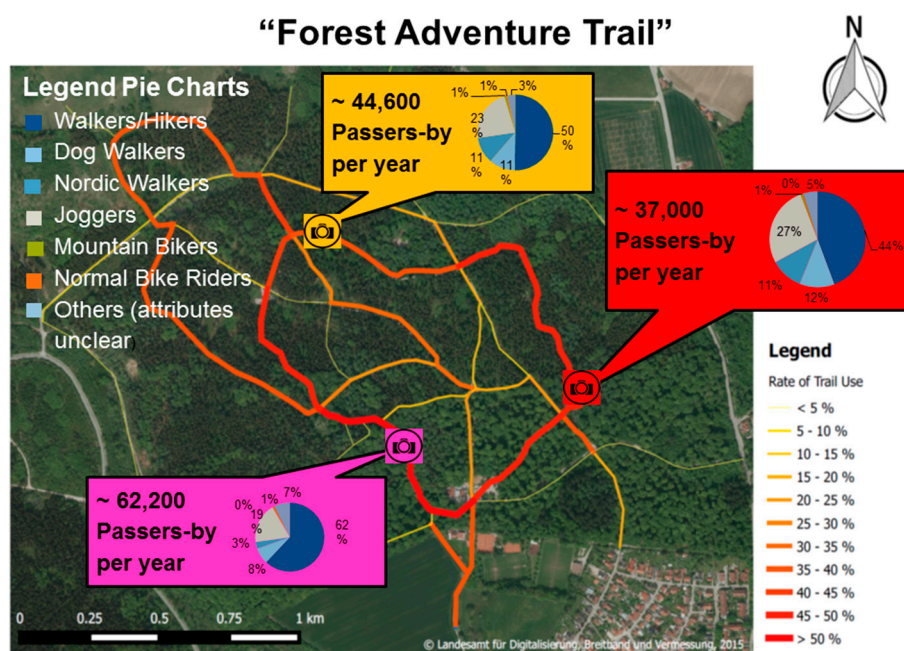 “Forest Adventure Trail”
N
Legend Pie Charts
Walkers/Hikers
Dog Walkers
Nordic Walkers
Joggers
Mountain Bikers
Normal Bike Riders
Others (attributes
unclear)
~ 44,600
Passers-by
per year
1%
1%
3%
23
%
50
%
11
%
11
%
~ 37,000
Passers-by
per year
1%
0%
5%
27%
44%
11%
12%
~ 62,200
Passers-by
per year
0%
1%
7%
19
%
62
%
3%
8%
Legend
Rate of Trail Use
< 5 %
5 - 10 %
10 - 15 %
15 - 20 %
20 - 25 %
25 - 30 %
30 - 35 %
35 - 40 %
40 - 45 %
45 - 50 %
> 50 %
0 0.25 0.5 0.75 1 km
© Landesamt für Digitalisierung, Breitband und Vermessung, 2015